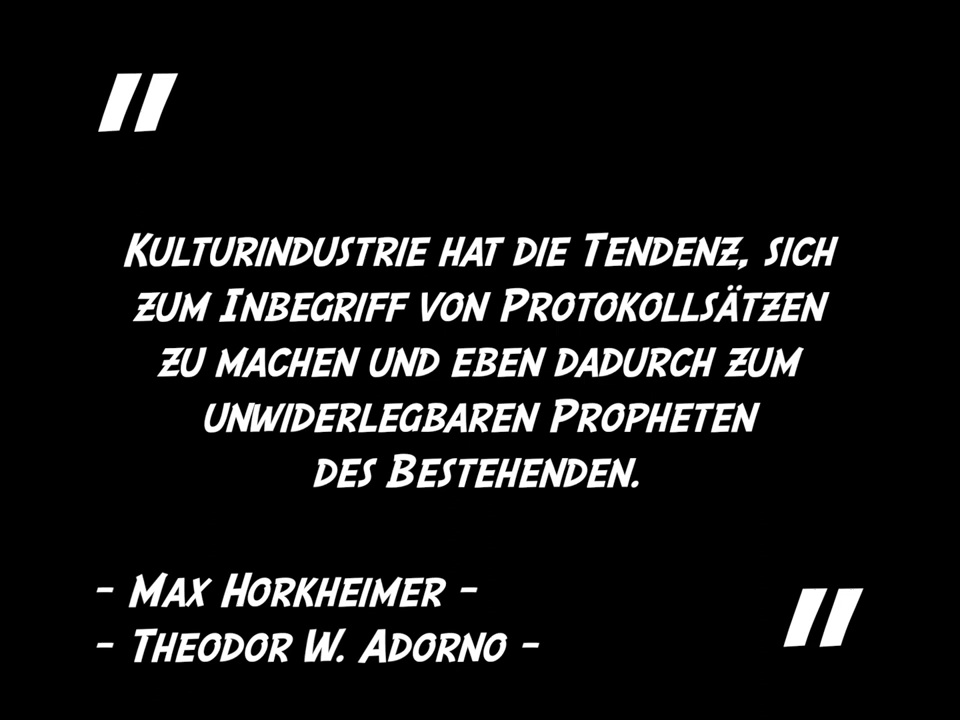 "
Kulturindustrie hat die Tendenz, sich
zum Inbegriff von Protokollsätzen
zu machen und eben dadurch zum
unwiderlegbaren Propheten
des Bestehenden.
- Max Horkheimer -
- Theodor W. Adorno -
"